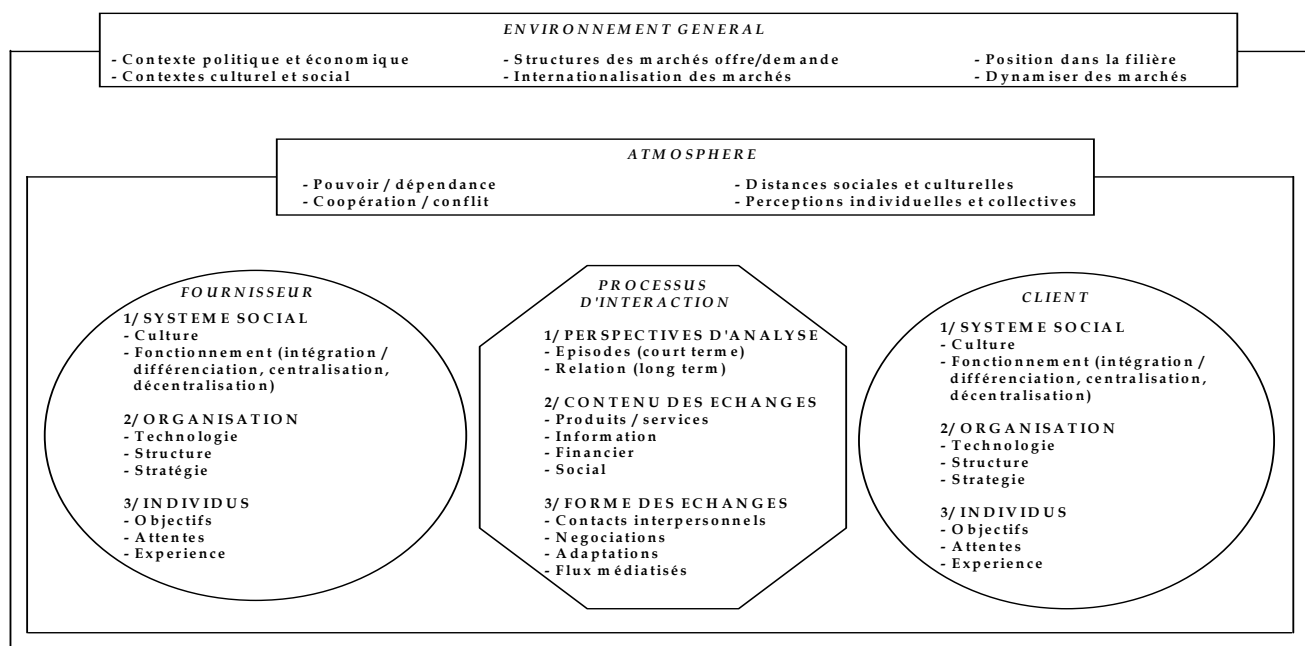 ENVIRONNEMENT GENERAL
- Contexte politique et économique
- Contextes culturel et social
- Structures des marchés offre/demande
- Internationalisation des marchés
- Position dans la filière
- Dynamiser des marchés
ATMOSPHERE
- Pouvoir / dépendance
- Coopération / conflit
- Distances sociales et culturelles
- Perceptions individuelles et collectives
FOURNISSEUR
1/ SYSTEME SOCIAL
- Culture
- Fonctionnement (intégration /
différenciation, centralisation,
décentralisation)
2/ ORGANISATION
- Technologie
- Structure
- Stratégie
3/ INDIVIDUS
- Objectifs
- Attentes
- Experience
PROCESSUS
D'INTERACTION
1/ PERSPECTIVES D'ANALYSE
- Episodes (court terme)
- Relation (long term)
2/ CONTENU DES ECHANGES
- Produits / services
- Information
- Financier
- Social
3/ FORME DES ECHANGES
- Contacts interpersonnels
- Negociations
- Adaptations
- Flux médiatisés
CLIENT
1/ SYSTEME SOCIAL
- Culture
- Fonctionnement (intégration /
différenciation, centralisation,
décentralisation)
2/ ORGANISATION
- Technologie
- Structure
- Strategie
3/ INDIVIDUS
- Objectifs
- Attentes
- Experience